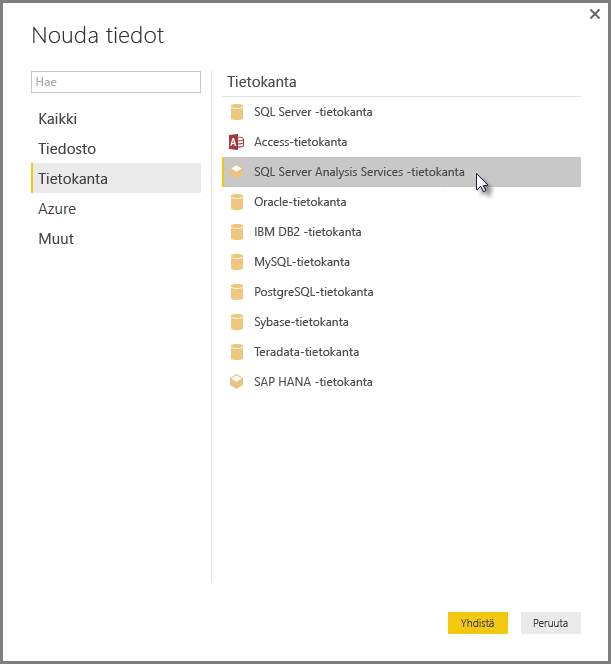 Nouda tiedot
Hae
Kaikki
Tiedosto
Tietokanta
Azure
Muut
Tietokanta
SQL Server -tietokanta
Access-tietokanta
SQL Server Analysis Services -tietokanta
Oracle-tietokanta
IBM DB2 -tietokanta
MySQL-tietokanta
PostgreSQL-tietokanta
Sybase-tietokanta
Teradata-tietokanta
SAP HANA -tietokanta
Yhdistä
Peruuta